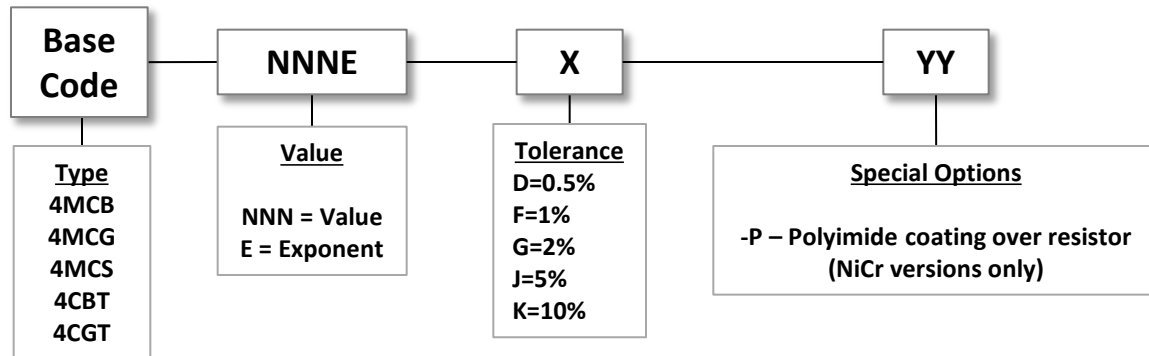 Base
Code
NNNE
X
YY
Type
4MCB
4MCG
4MCS
4CBT
4CGT
Value
NNN = Value
E = Exponent
Tolerance
D=0.5%
F=1%
G=2%
J=5%
K=10%
Special Options
-P – Polyimide coating over resistor
(NiCr versions only)